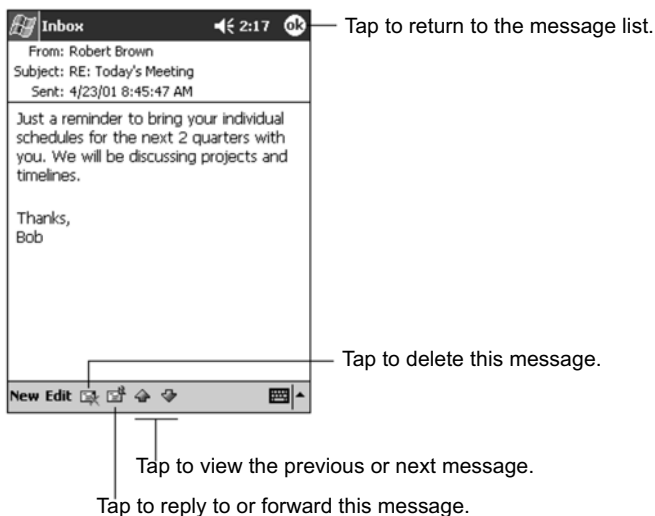 Inbox 2:17 ok
Tap to return to the message list.
From: Robert Brown
Subject: RE: Today's Meeting
Sent: 4/23/01 8:45:47 AM
Just a reminder to bring your individual
schedules for the next 2 quarters with
you. We will be discussing projects and
timelines.
Thanks,
Bob
Tap to delete this message.
New Edit
Tap to view the previous or next message.
Tap to reply to or forward this message.